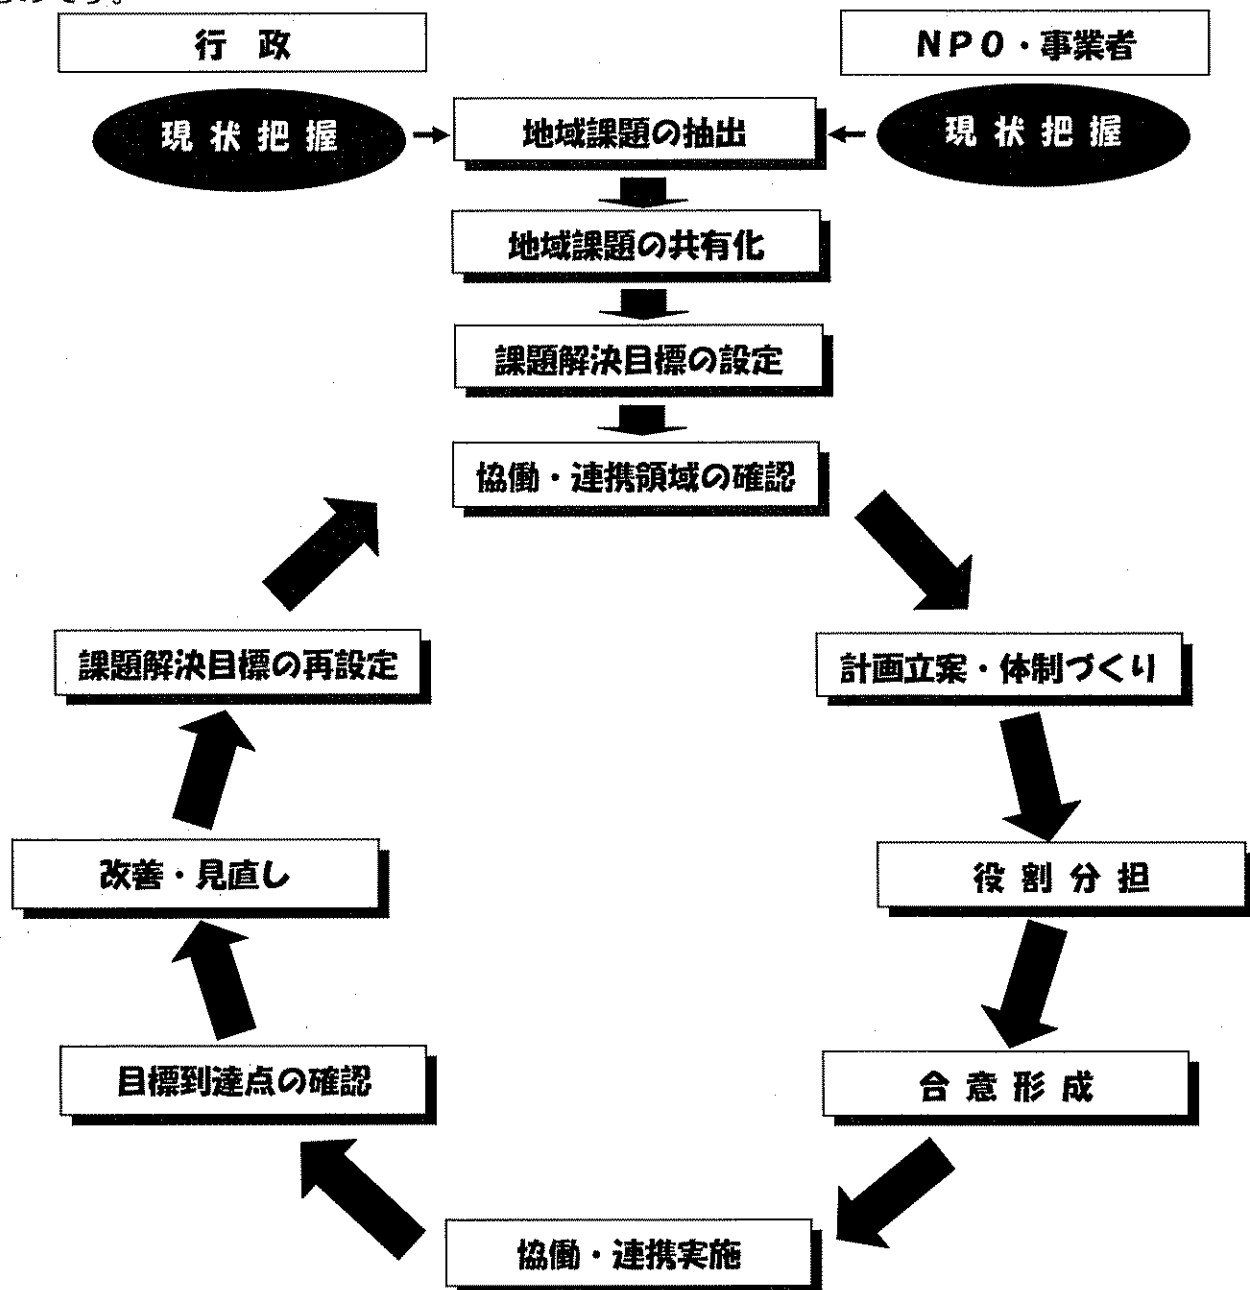 行 政
NPO・事業者
現状把握
地域課題の抽出
現状把握
地域課題の共有化
課題解決目標の設定
協働・連携領域の確認
課題解決目標の再設定
計画立案・体制づくり
改善・見直し
役割分担
目標到達点の確認
合意形成
協働・連携実施